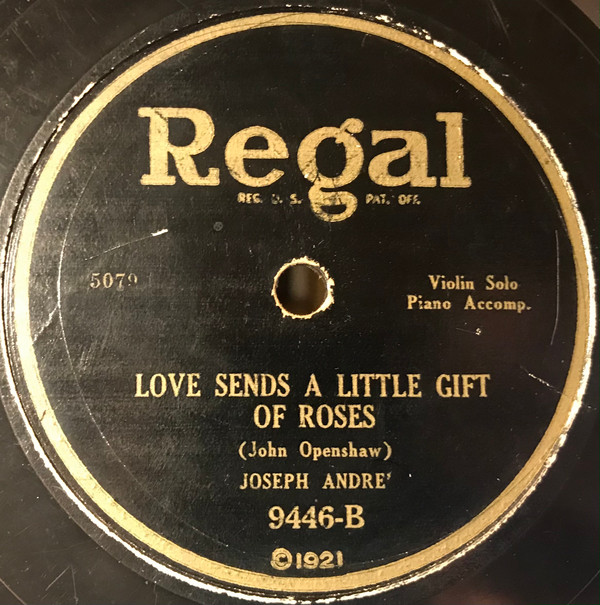 Regal
REG. U. S. PAT. OFF.
5079
Violin Solo
Piano Accomp.
LOVE SENDS A LITTLE GIFT
OF ROSES
(John Openshaw)
JOSEPH ANDRE'
9446-B
©1921